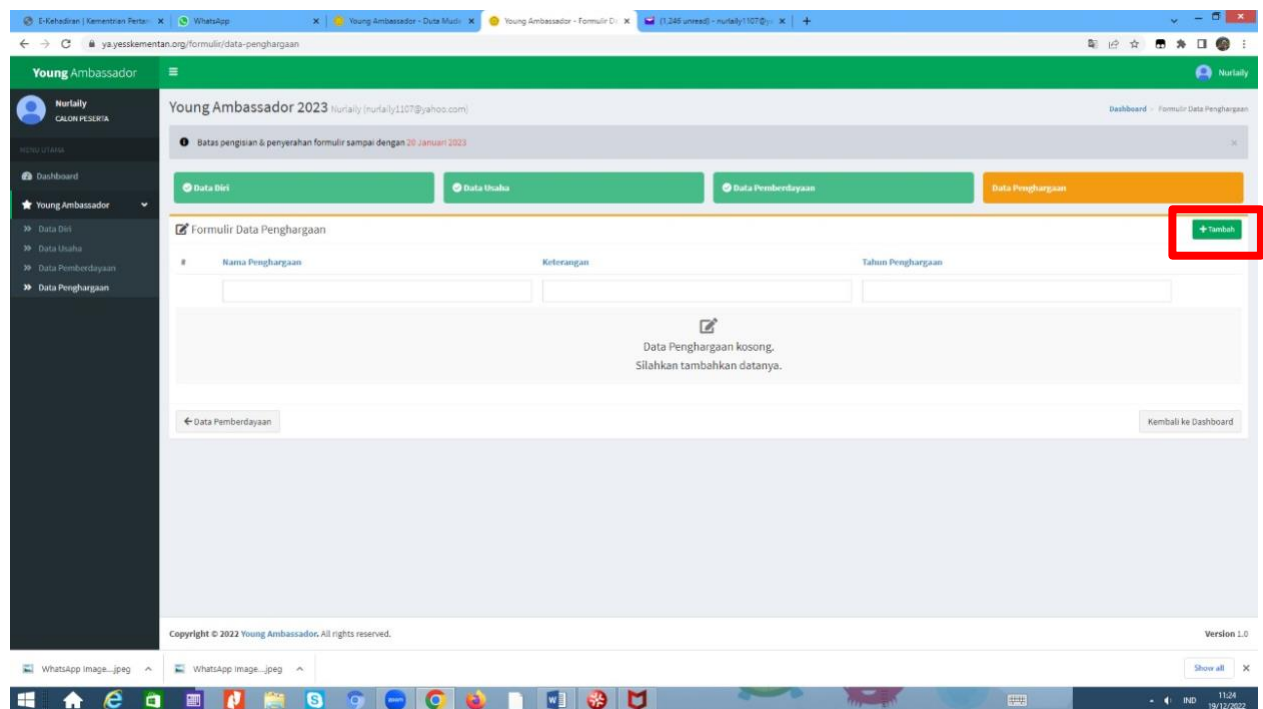 E-Kehadiran | Kementrian Pertan
WhatsApp
Young Ambassador - Duta Muda
Young Ambassador - Formulir D
(1,246 unread) - nurlaily1107@y
ya.yesskementan.org/formulir/data-penghargaan
Young Ambassador
Nurlaily
Nurlaily
CALON PESERTA
Young Ambassador 2023 Nurlaily (nurlaily1107@yahoo.com)
Dashboard
Formulir Data Penghargaan
MENU UTAMA
Batas pengisian & penyerahan formulir sampai dengan 20 Januari 2023
Dashboard
Young Ambassador
Data Diri
Data Usaha
Data Pemberdayaan
Data Penghargaan
Data Diri
Data Usaha
Data Pemberdayaan
Data Penghargaan
Formulir Data Penghargaan
+ Tambah
# Nama Penghargaan Keterangan Tahun Penghargaan
Data Penghargaan kosong.
Silahkan tambahkan datanya.
Data Pemberdayaan
Kembali ke Dashboard
Copyright © 2022 Young Ambassador. All rights reserved.
Version 1.0
WhatsApp Image....jpeg
WhatsApp Image....jpeg
Show all
IND
11:24
19/12/2022